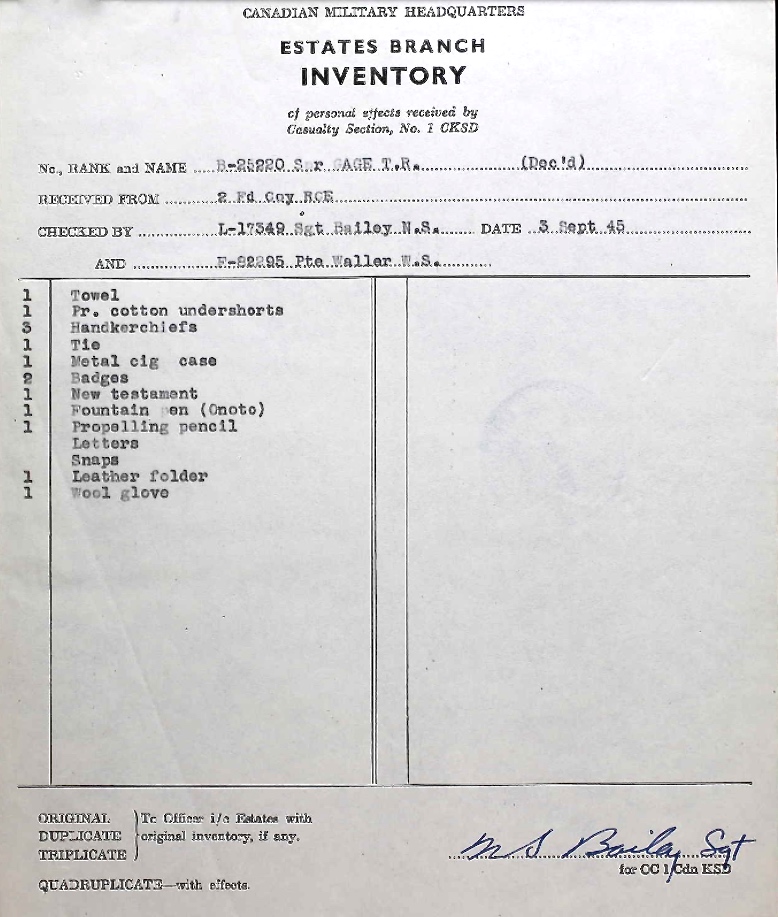 CANADIAN MILITARY HEADQUARTERS
ESTATES BRANCH
INVENTORY
of personal effects received by
Casualty Section, No. 1 CKSD
No., RANK and NAME B-25220 S r GAGE T.R. (Dec'd)
RECEIVED FROM 2 Fd Coy RCE
CHECKED BY L-17549 Sgt Bailey N.S. DATE 3 Sept 45
AND F-82295 Pte Waller W.S.
1 Towel
1 Pr. cotton undershorts
3 Handkerchiefs
1 Tie
1 Metal cig case
2 Badges
1 New testament
1 Fountain en (Onoto)
1 Propelling pencil
Letters
Snaps
1 Leather folder
1 Wool glove
ORIGINAL
DUPLICATE
TRIPLICATE
To Officer i/c Estates with
original inventory, if any.
QUADRUPLICATE—with effects.
N S Bailey Sgt
for OC 1/Cdn KSD